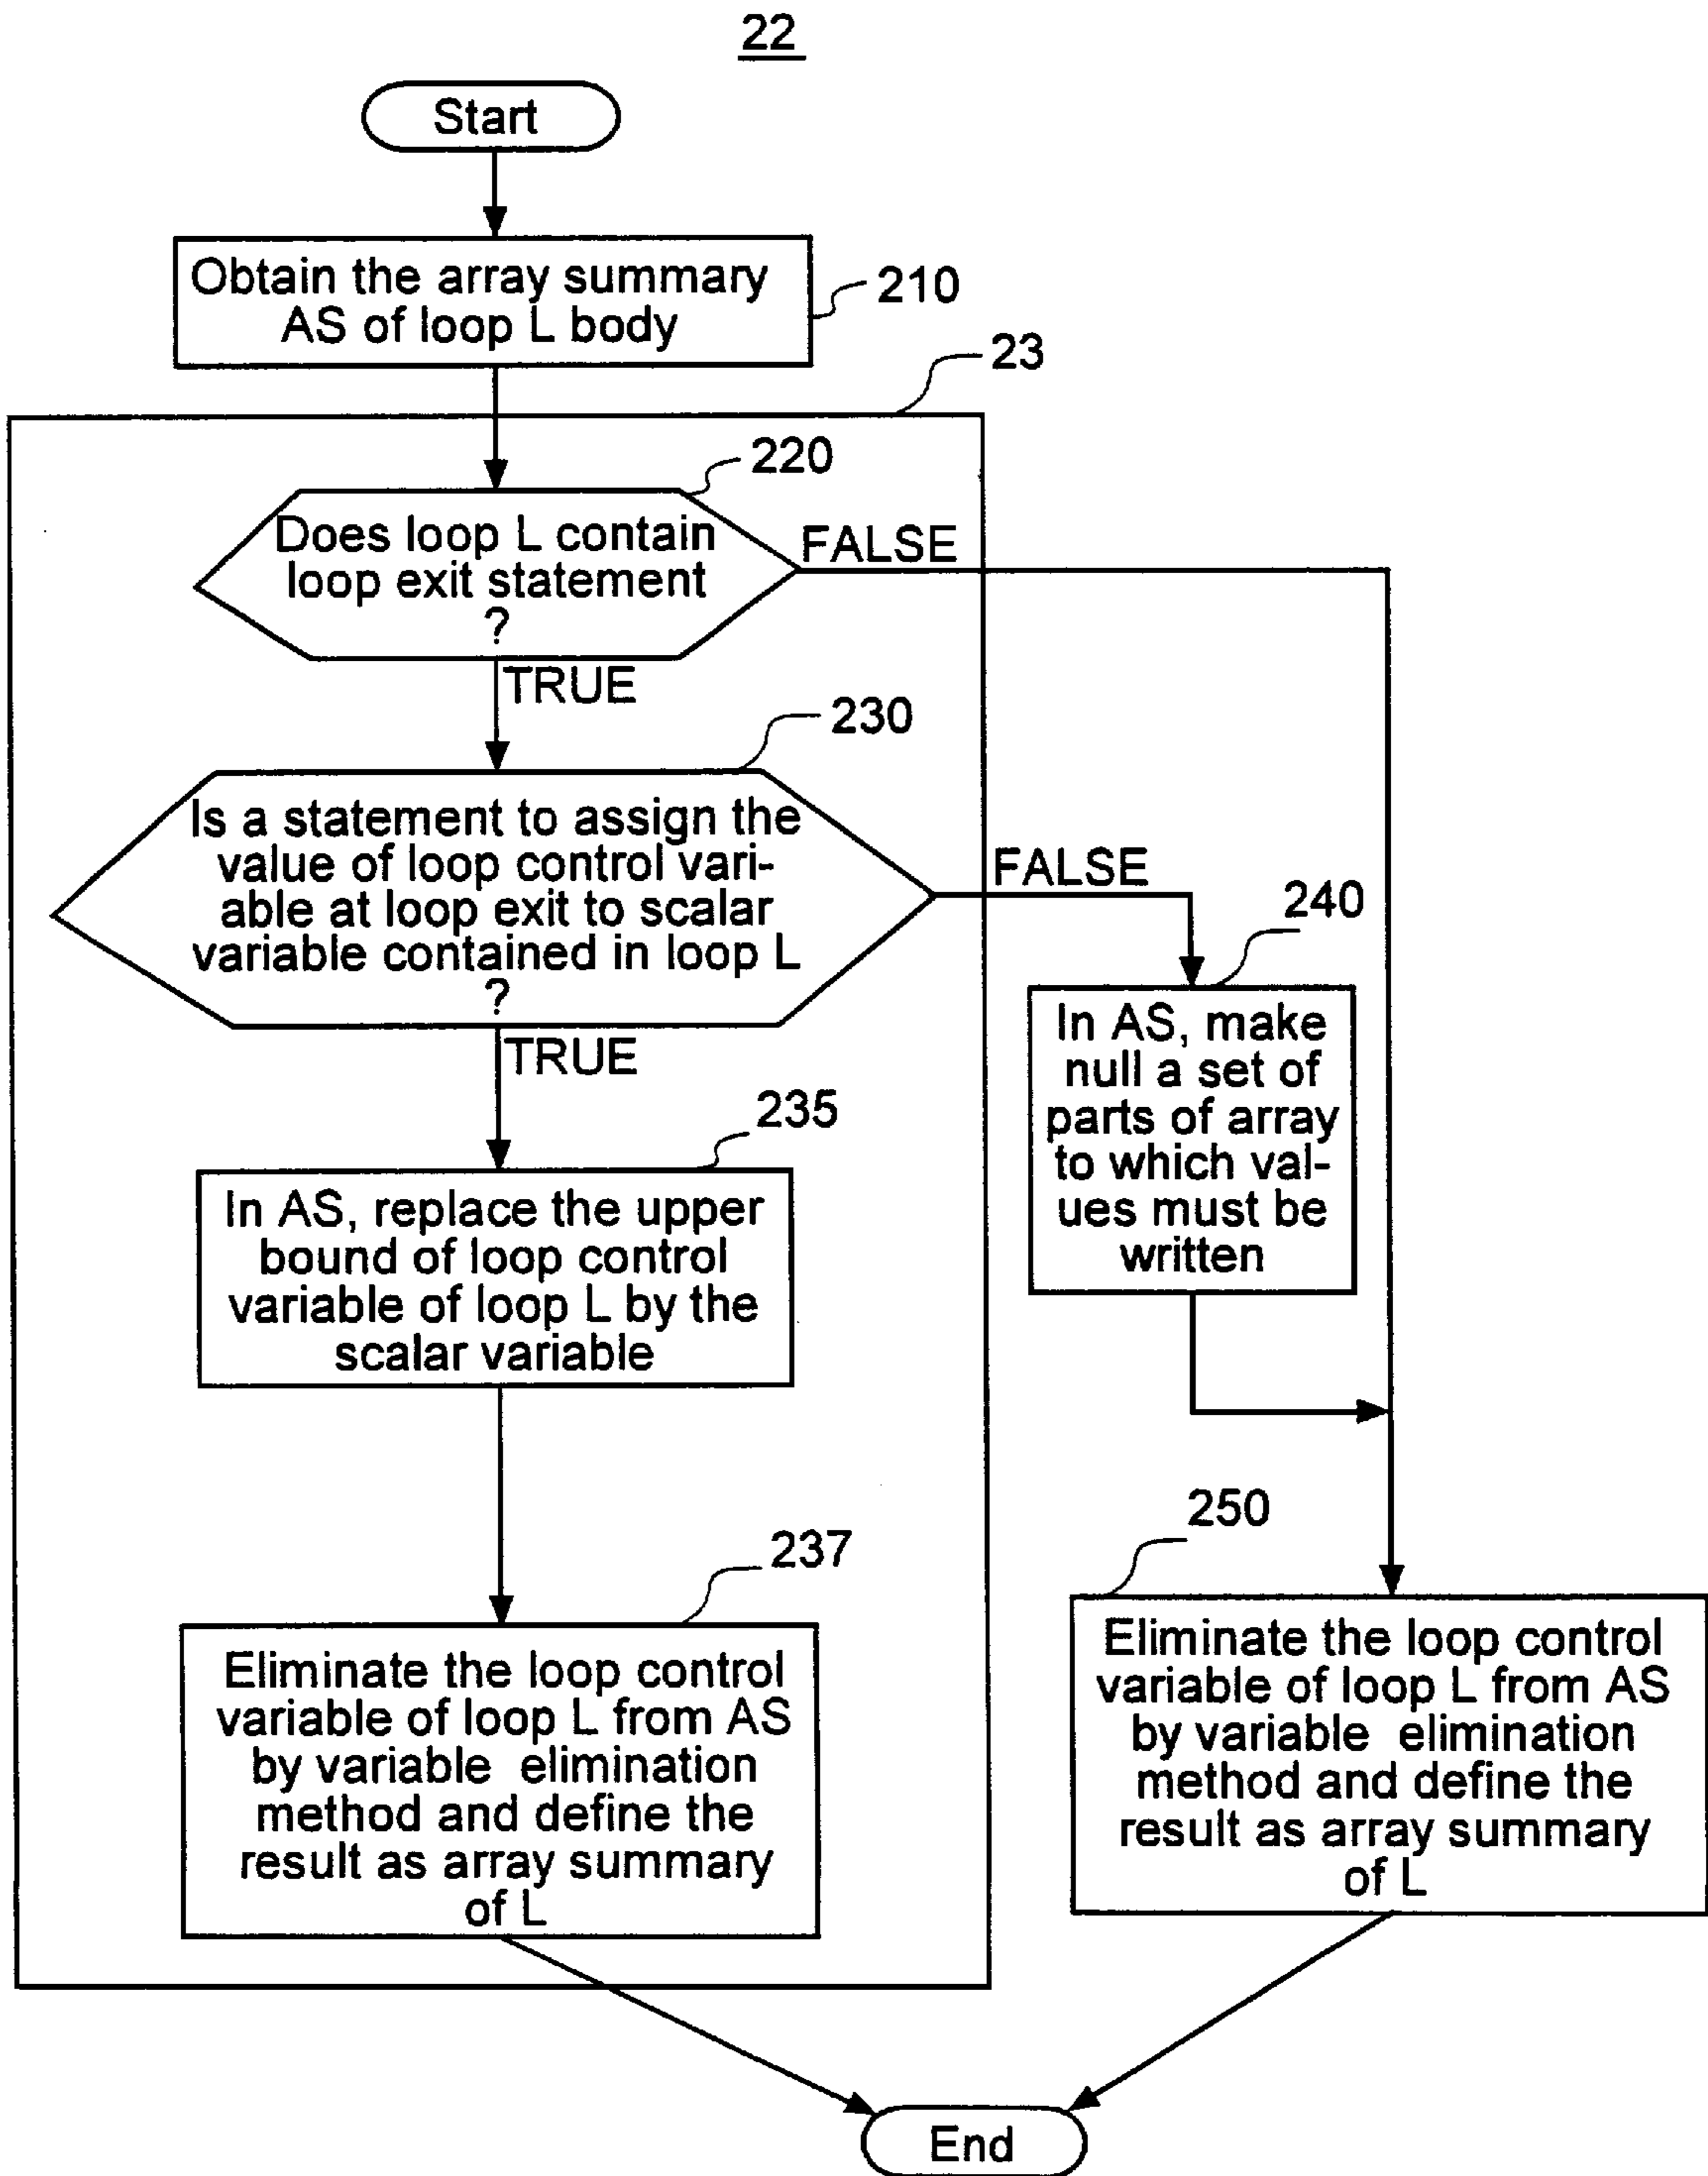 22
Start
Obtain the array summary
AS of loop L body
210
23
220
Does loop L contain
loop exit statement
?
FALSE
TRUE
230
Is a statement to assign the
value of loop control vari-
able at loop exit to scalar
variable contained in loop L
?
FALSE
TRUE
240
In AS, make
null a set of
parts of array
to which val-
ues must be
written
235
In AS, replace the upper
bound of loop control
variable of loop L by the
scalar variable
237
Eliminate the loop control
variable of loop L from AS
by variable elimination
method and define the
result as array summary
of L
250
Eliminate the loop control
variable of loop L from AS
by variable elimination
method and define the
result as array summary
of L
End